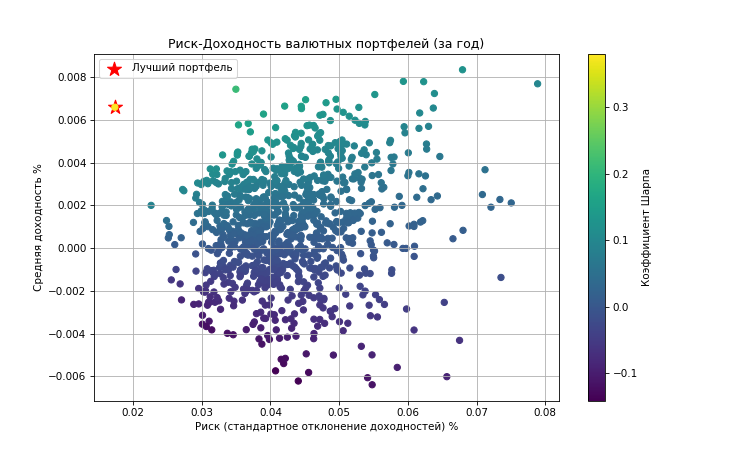 Риск-Доходность валютных портфелей (за год)
Лучший портфель
Средняя доходность %
0.008
0.006
0.004
0.002
0.000
−0.002
−0.004
−0.006
0.02 0.03 0.04 0.05 0.06 0.07 0.08
Риск (стандартное отклонение доходностей) %
0.3
0.2
0.1
0.0
−0.1
Коэффициент Шарпа